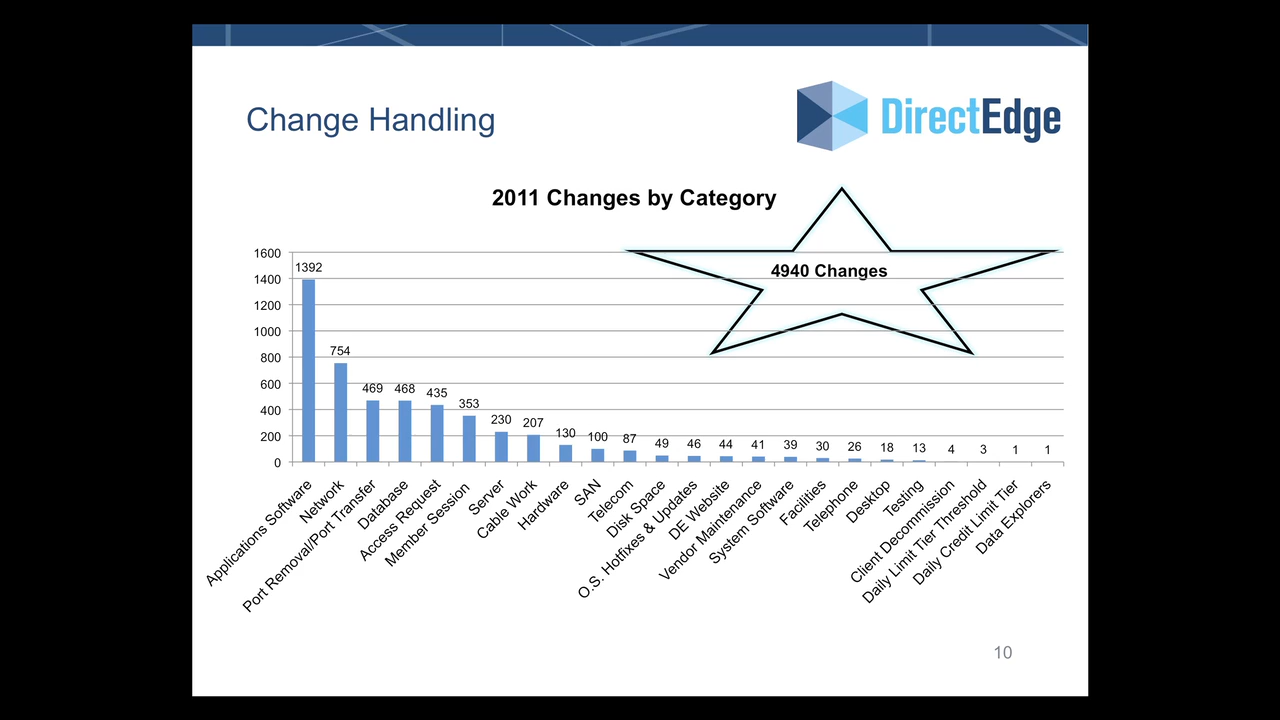 Change Handling
DirectEdge
2011 Changes by Category
4940 Changes
1600
1400
1200
1000
800
600
400
200
0
1392
754
469
468
435
353
230
207
130
100
87
49
46
44
41
39
30
26
18
13
4
3
1
1
Applications Software
Network
Port Removal/Port Transfer
Database
Access Request
Member Session
Server
Cable Work
Hardware
SAN
Telecom
Disk Space
O.S. Hotfixes & Updates
DE Website
Vendor Maintenance
System Software
Facilities
Telephone
Desktop
Testing
Client Decommission
Daily Limit Tier Threshold
Daily Credit Limit Tier
Data Explorers
10